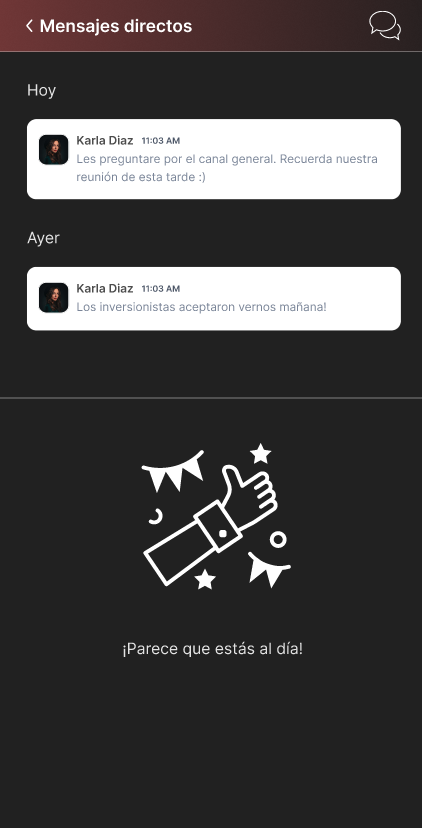 Mensajes directos
Hoy
Karla Diaz 11:03 AM
Les preguntare por el canal general. Recuerda nuestra
reunión de esta tarde :)
Ayer
Karla Diaz 11:03 AM
Los inversionistas aceptaron vernos mañana!
¡Parece que estás al día!